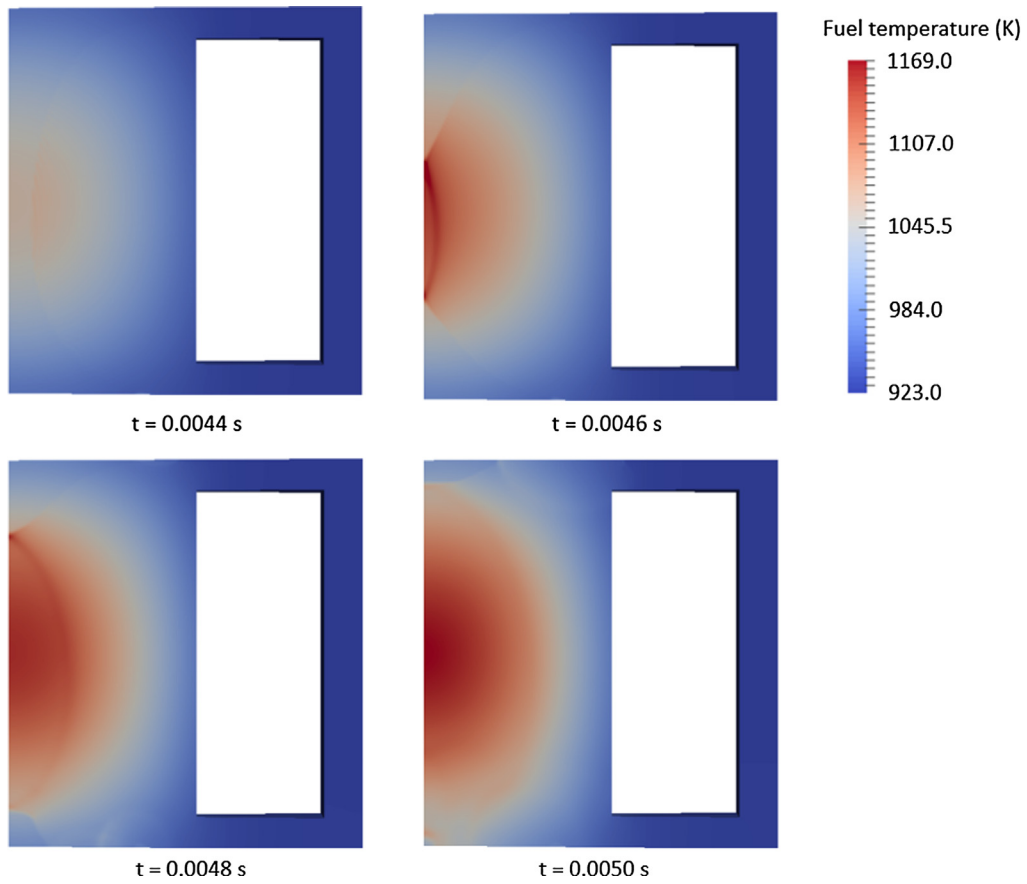 Fuel temperature (K)
1169.0
1107.0
1045.5
984.0
923.0
t = 0.0044 s
t = 0.0046 s
t = 0.0048 s
t = 0.0050 s